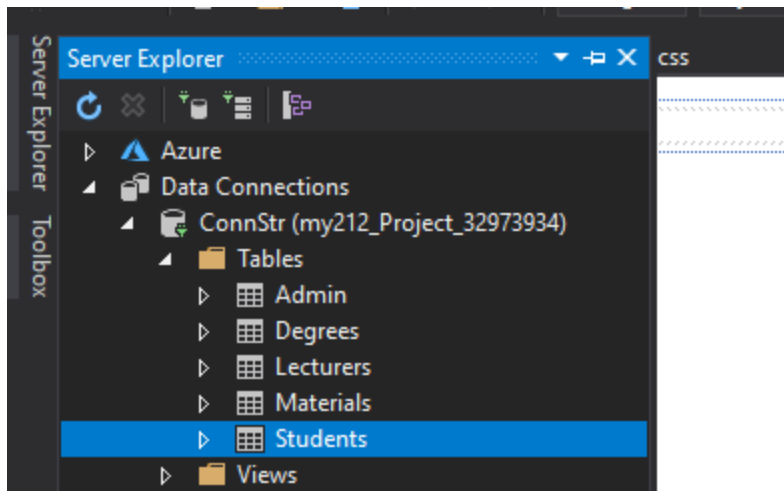 Server Explorer
Toolbox
Server Explorer
css
Azure
Data Connections
ConnStr (my212_Project_32973934)
Tables
Admin
Degrees
Lecturers
Materials
Students
Views